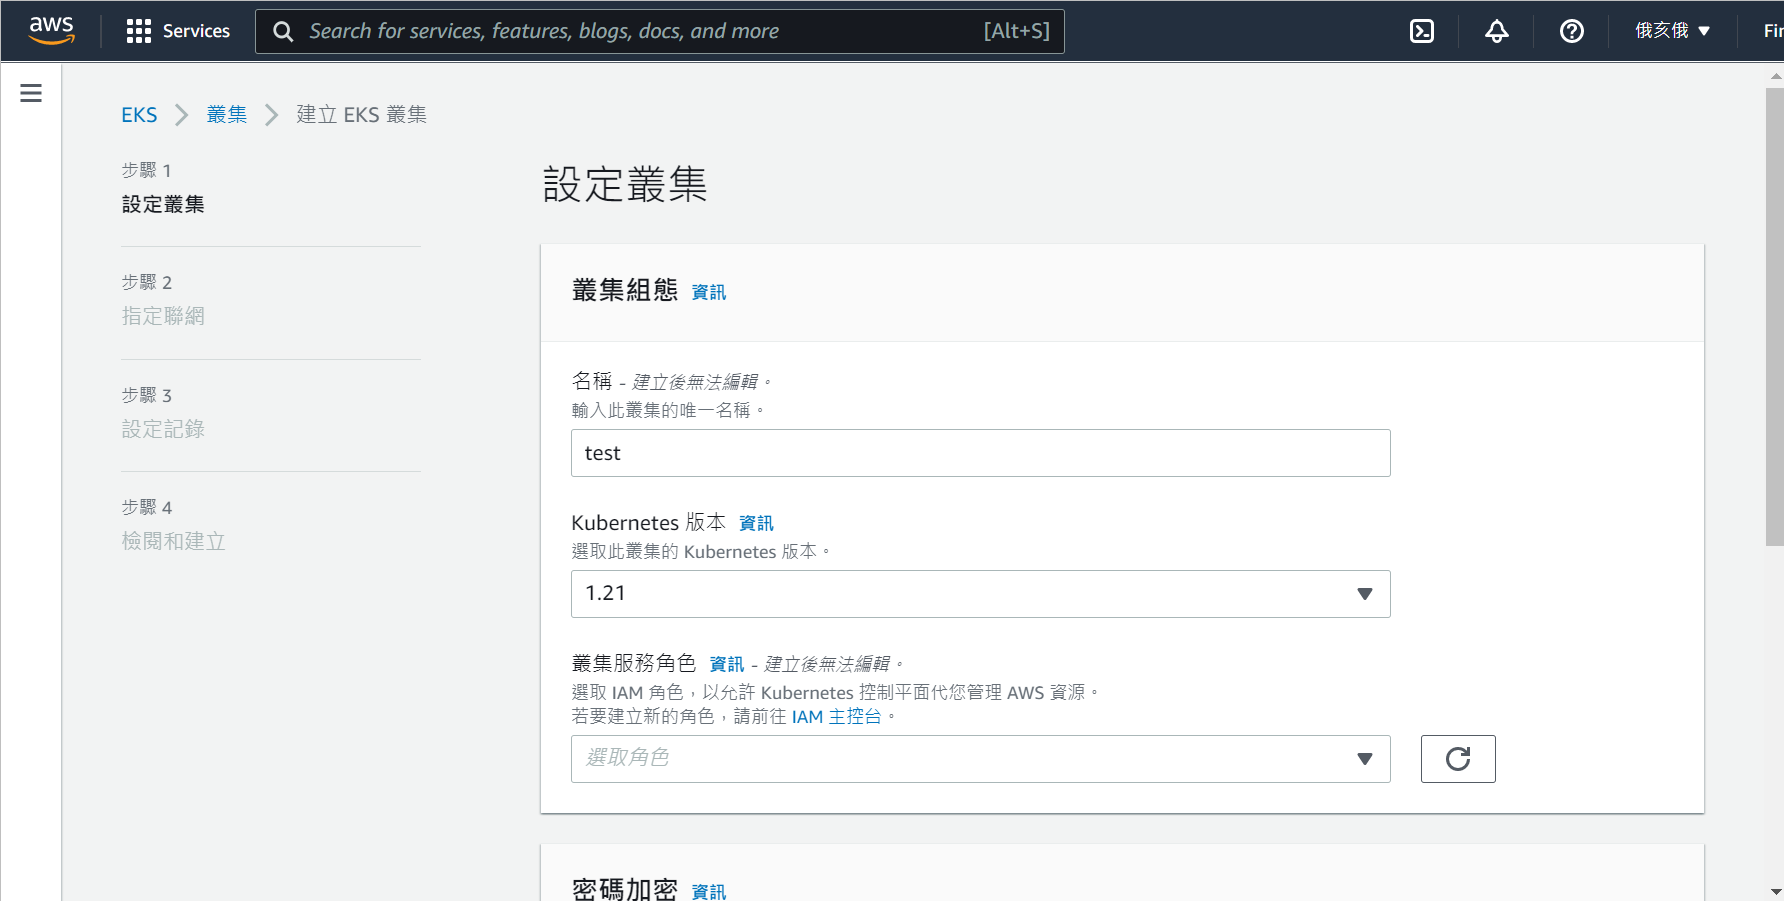 aws
Services
Search for services, features, blogs, docs, and more
[Alt+S]
俄亥俄
EKS
叢集
建立 EKS 叢集
步驟 1
設定叢集
步驟 2
指定聯網
步驟 3
設定記錄
步驟 4
檢閱和建立
設定叢集
叢集組態 資訊
名稱 - 建立後無法編輯。
輸入此叢集的唯一名稱。
test
Kubernetes 版本 資訊
選取此叢集的 Kubernetes 版本。
1.21
叢集服務角色 資訊 - 建立後無法編輯。
選取 IAM 角色，以允許 Kubernetes 控制平面代您管理 AWS 資源。
若要建立新的角色，請前往 IAM 主控台。
選取角色
密碼加密 資訊